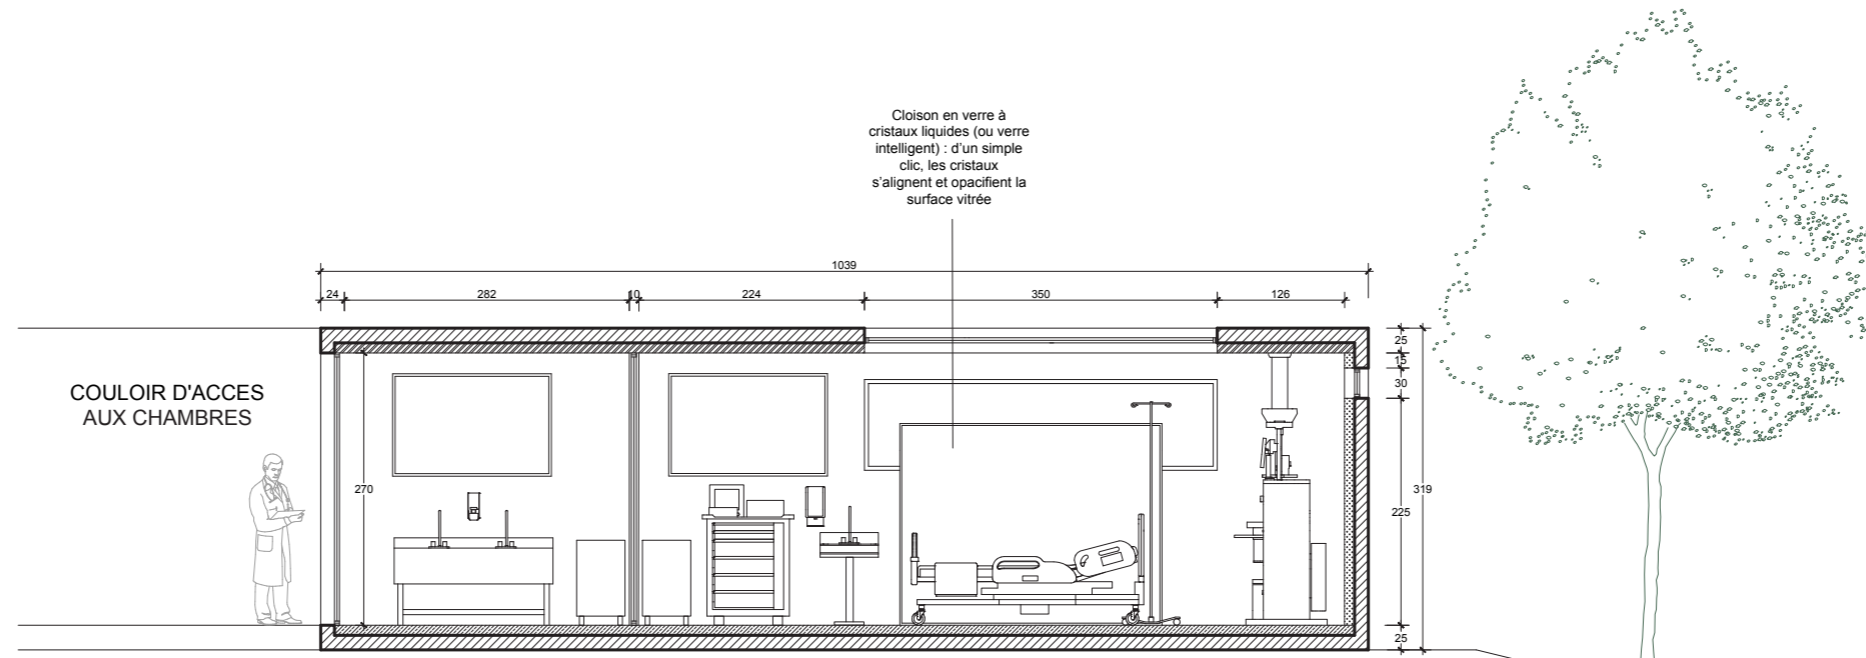 Cloison en verre à
cristaux liquides (ou verre
intelligent) : d'un simple
clic, les cristaux
s'alignent et opacifient la
surface vitrée
1039
24 282 10 224 350 126
COULOIR D'ACCES
AUX CHAMBRES
25
15
30
270
319
225
25